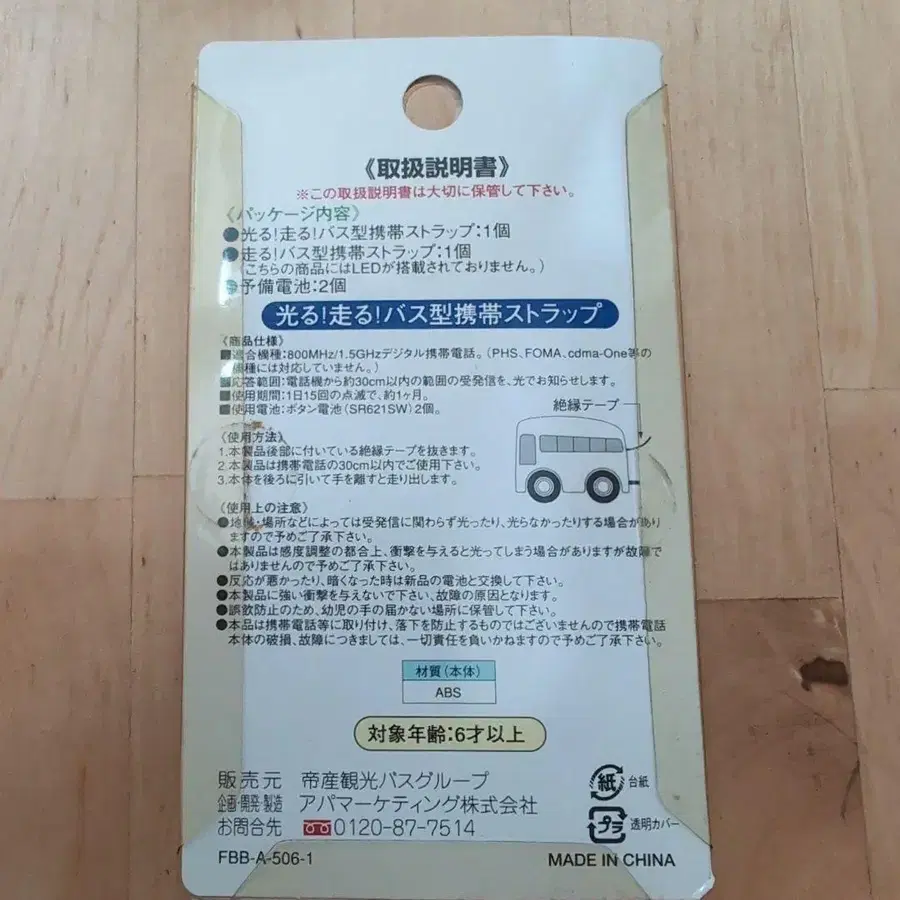 《取扱説明書》
※この取扱説明書は大切に保管して下さい。
《パッケージ内容》
●光る!走る!バス型携帯ストラップ:1個
●走る!バス型携帯ストラップ:1個
(こちらの商品にはLEDが搭載されておりません。)
●予備電池:2個
光る!走る!バス型携帯ストラップ
《商品仕様》
■適合機種:800MHz/1.5GHzデジタル携帯電話。(PHS、FOMA、cdma-One等の
機種には対応していません。)
■応答範囲:電話機から約30cm以内の範囲の受発信を、光でお知らせします。
■使用期間:1日15回の点滅で、約1ヶ月。
■使用電池:ボタン電池(SR621SW)2個。
絶縁テープ
《使用方法》
1.本製品後部に付いている絶縁テープを抜きます。
2.本製品は携帯電話の30cm以内でご使用下さい。
3.本体を後ろに引いて手を離すと走り出します。
《使用上の注意》
●地域・場所などによっては受発信に関わらず光ったり、光らなかったりする場合があり
ますので予めご了承下さい。
●本製品は感度調整の都合上、衝撃を与えると光ってしまう場合がありますが故障で
はありませんので予めご了承下さい。
●反応が悪かったり、暗くなった時は新品の電池と交換して下さい。
●本製品に強い衝撃を与えないで下さい、故障の原因となります。
●誤飲防止のため、幼児の手の届かない場所に保管して下さい。
●本品は携帯電話等に取り付け、落下を防止するものではございませんので携帯電話
本体の破損、故障につきましては、一切責任を負いかねますので予めご了承下さい。
材質(本体)
ABS
対象年齢:6才以上
販売元 帝産観光バスグループ
企画・開発・製造 アパマーケティング株式会社
お問合先 0120-87-7514
紙 台紙
プラ 透明カバー
FBB-A-506-1
MADE IN CHINA